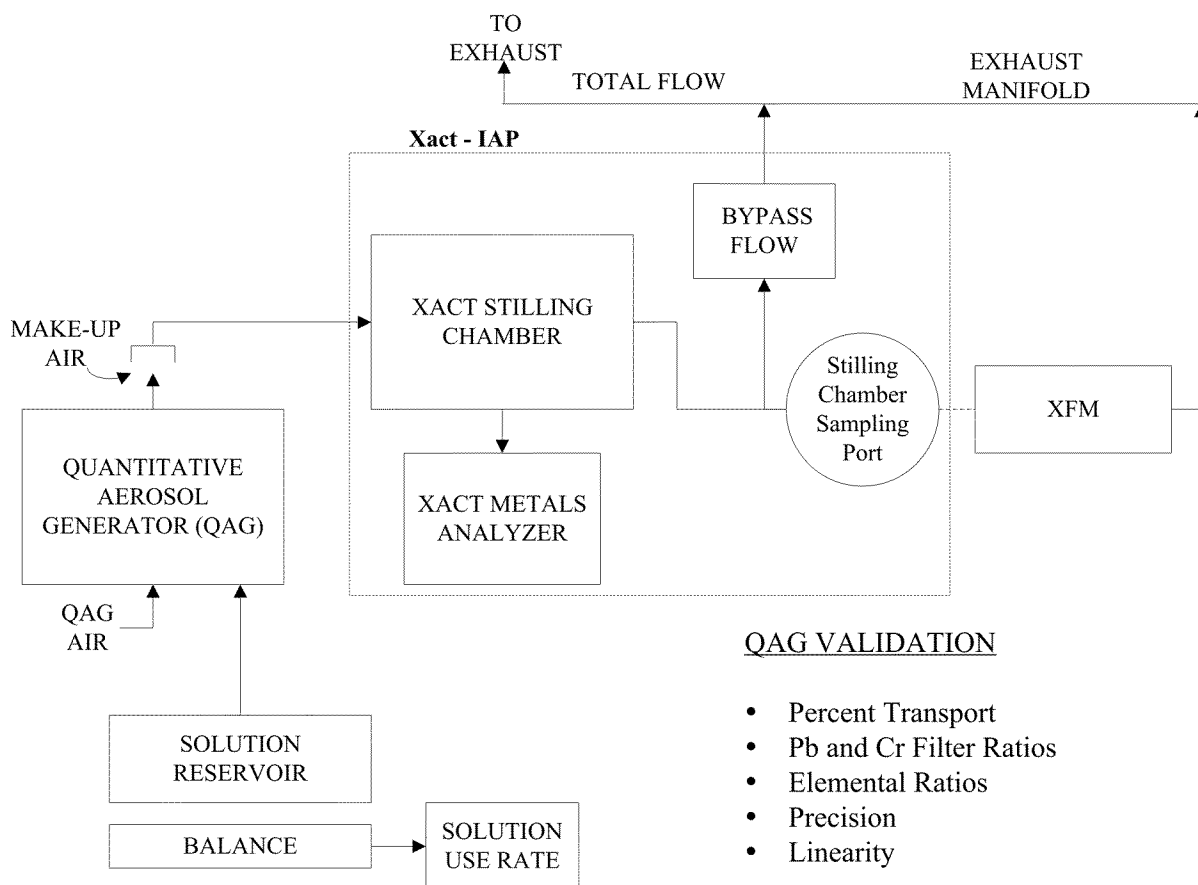 TO
EXHAUST
TOTAL FLOW
EXHAUST
MANIFOLD
Xact - IAP
BYPASS
FLOW
XACT STILLING
CHAMBER
MAKE-UP
AIR
Stilling
Chamber
Sampling
Port
XFM
QUANTITATIVE
AEROSOL
GENERATOR (QAG)
XACT METALS
ANALYZER
QAG
AIR
SOLUTION
RESERVOIR
BALANCE
SOLUTION
USE RATE
QAG VALIDATION
• Percent Transport
• Pb and Cr Filter Ratios
• Elemental Ratios
• Precision
• Linearity